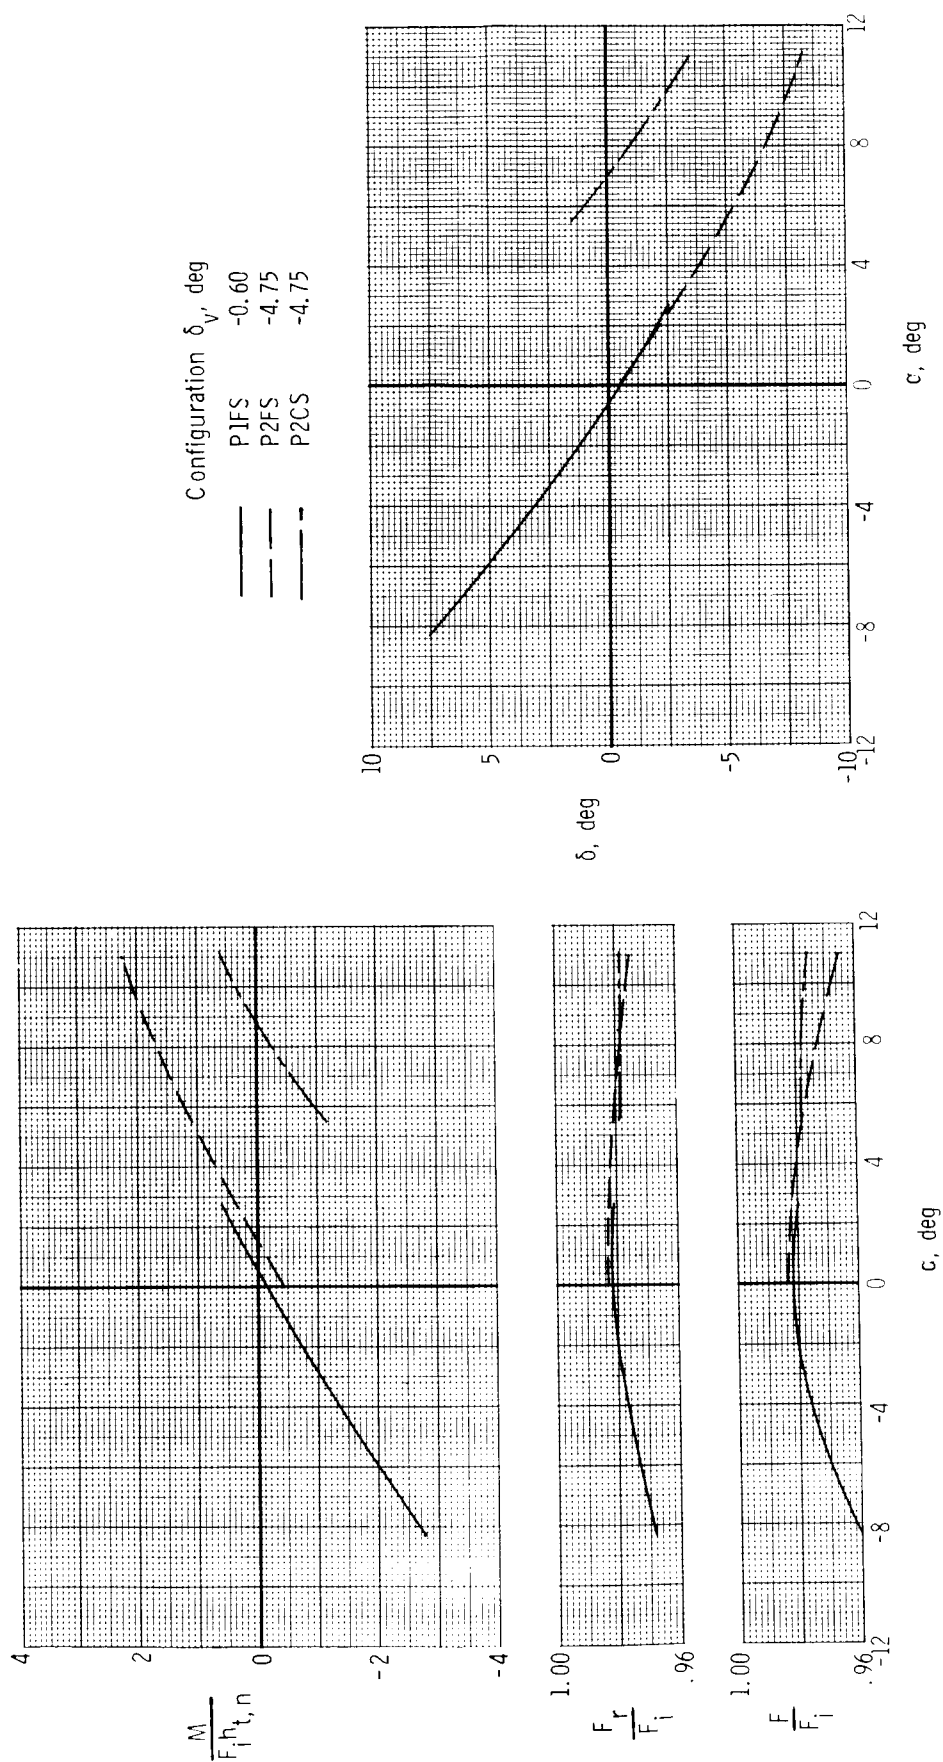 Configuration δv, deg
P1FS -0.60
P2FS -4.75
P2CS -4.75
M
Fi ht, n
4
2
0
-2
-4
Fr
Fi
1.00
.96
F
Fi
1.00
.96
-12
-8
-4
0
4
8
12
c, deg
δ, deg
10
5
0
-5
-10
-12
-8
-4
0
4
8
12
c, deg